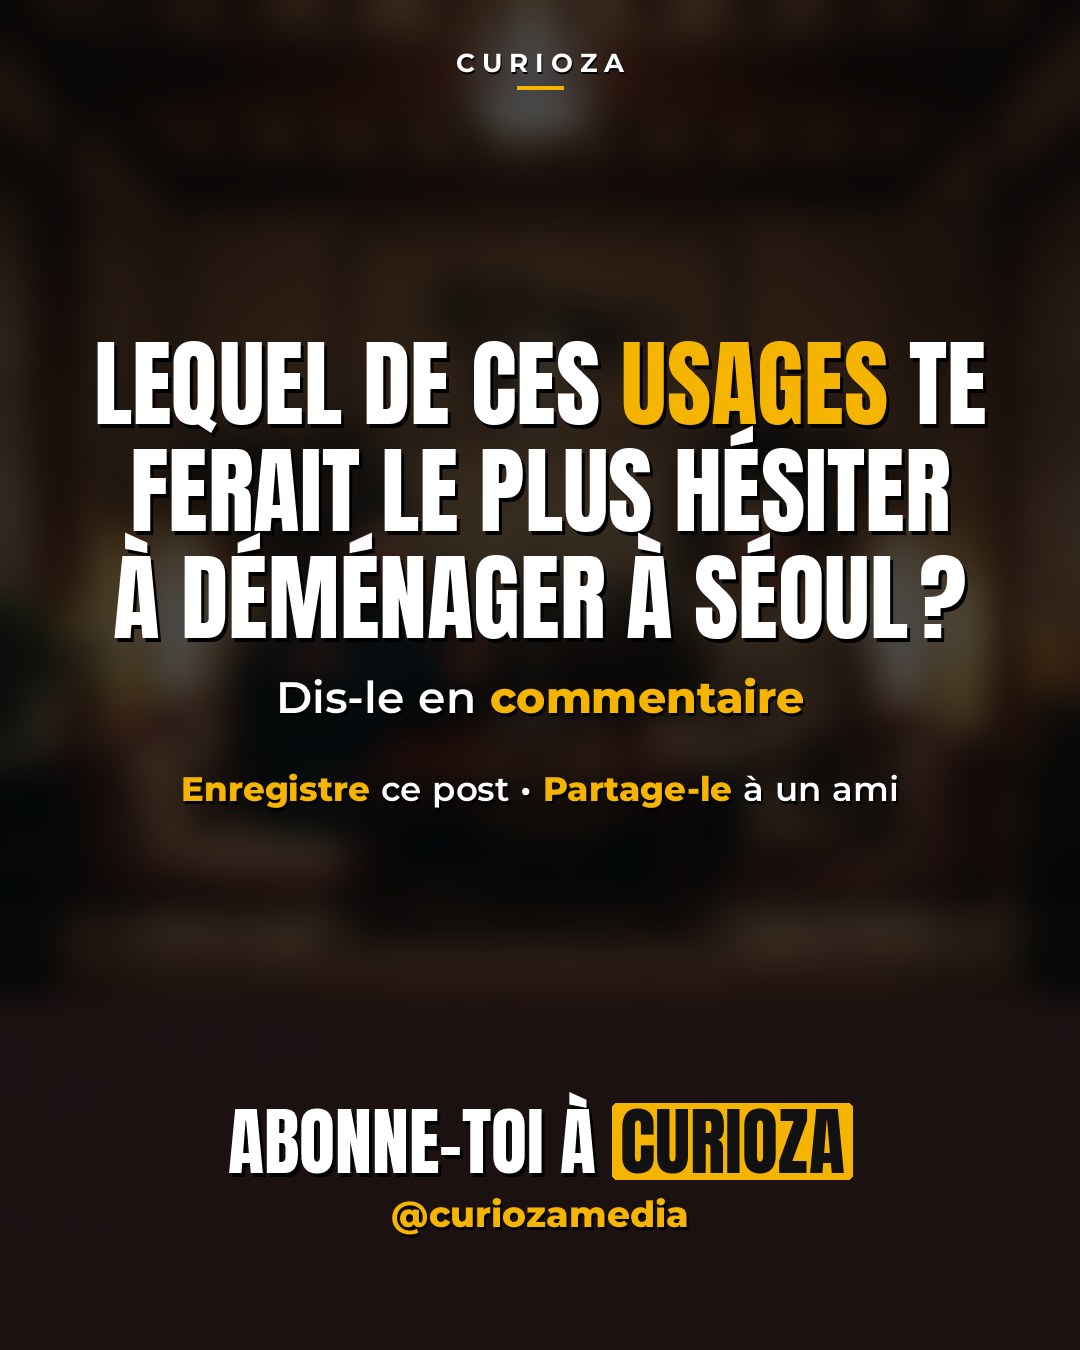 CURIOZA
LEQUEL DE CES USAGES TE
FERAIT LE PLUS HÉSITER
À DÉMÉNAGER À SÉOUL ?
Dis-le en commentaire
Enregistre ce post • Partage-le à un ami
ABONNE-TOI À CURIOZA
@curiozamedia